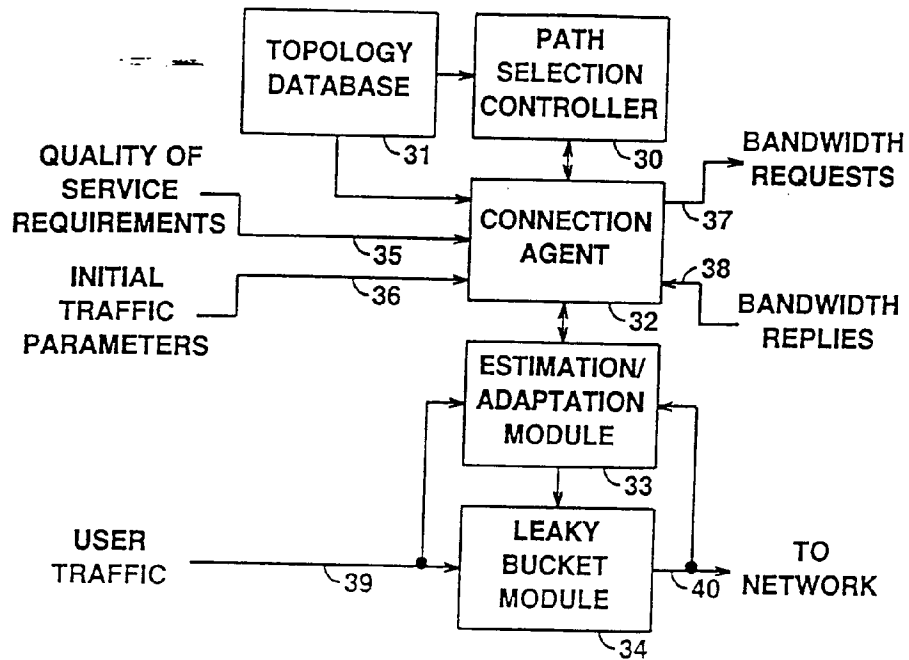 TOPOLOGY
DATABASE
31
PATH
SELECTION
CONTROLLER
30
QUALITY OF
SERVICE
REQUIREMENTS
35
INITIAL
TRAFFIC
PARAMETERS
36
CONNECTION
AGENT
32
BANDWIDTH
REQUESTS
37
38
BANDWIDTH
REPLIES
ESTIMATION/
ADAPTATION
MODULE
33
USER
TRAFFIC
39
LEAKY
BUCKET
MODULE
34
40
TO
NETWORK